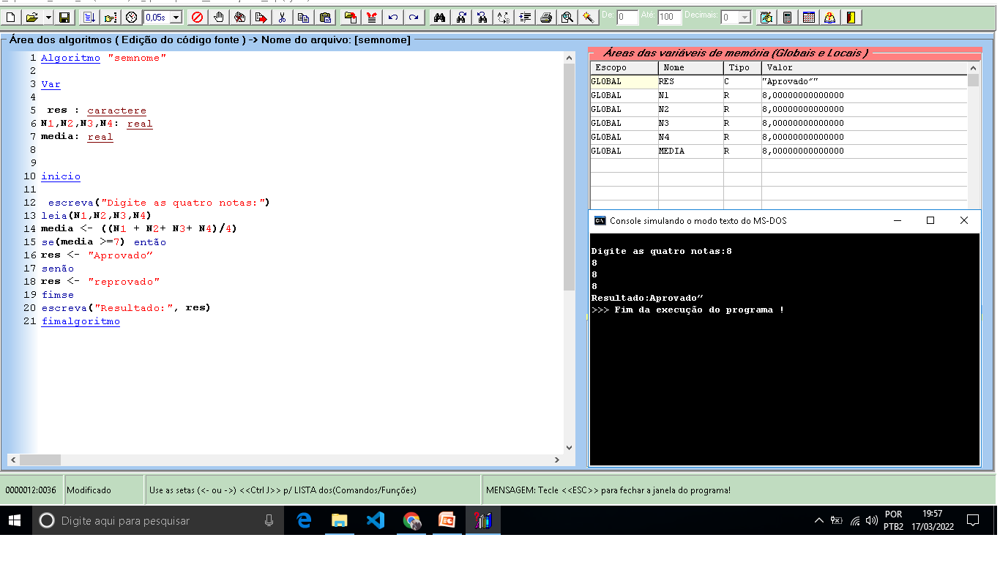 0,05s De: 0 Até: 100 Decimais: 0
Área dos algoritmos ( Edição do código fonte ) -> Nome do arquivo: [semnome]
1 Algoritmo "semnome"
2
3 Var
4
5 res : caractere
6 N1,N2,N3,N4: real
7 media: real
8
9
10 inicio
11
12 escreva("Digite as quatro notas:")
13 leia(N1,N2,N3,N4)
14 media <- ((N1 + N2+ N3+ N4)/4)
15 se(media >=7) então
16 res <- "Aprovado”
17 senão
18 res <- "reprovado"
19 fimse
20 escreva("Resultado:", res)
21 fimalgoritmo
Áreas das variáveis de memória (Globais e Locais )
Escopo Nome Tipo Valor
GLOBAL RES C "Aprovado”"
GLOBAL N1 R 8,00000000000000
GLOBAL N2 R 8,00000000000000
GLOBAL N3 R 8,00000000000000
GLOBAL N4 R 8,00000000000000
GLOBAL MEDIA R 8,00000000000000
Console simulando o modo texto do MS-DOS
Digite as quatro notas:8
8
8
8
Resultado:Aprovado”
>>> Fim da execução do programa !
0000012:0036 Modificado Use as setas (<- ou ->) <<Ctrl J>> p/ LISTA dos(Comandos/Funções) MENSAGEM: Tecle <<ESC>> para fechar a janela do programa!
Digite aqui para pesquisar
POR 19:57
PTB2 17/03/2022